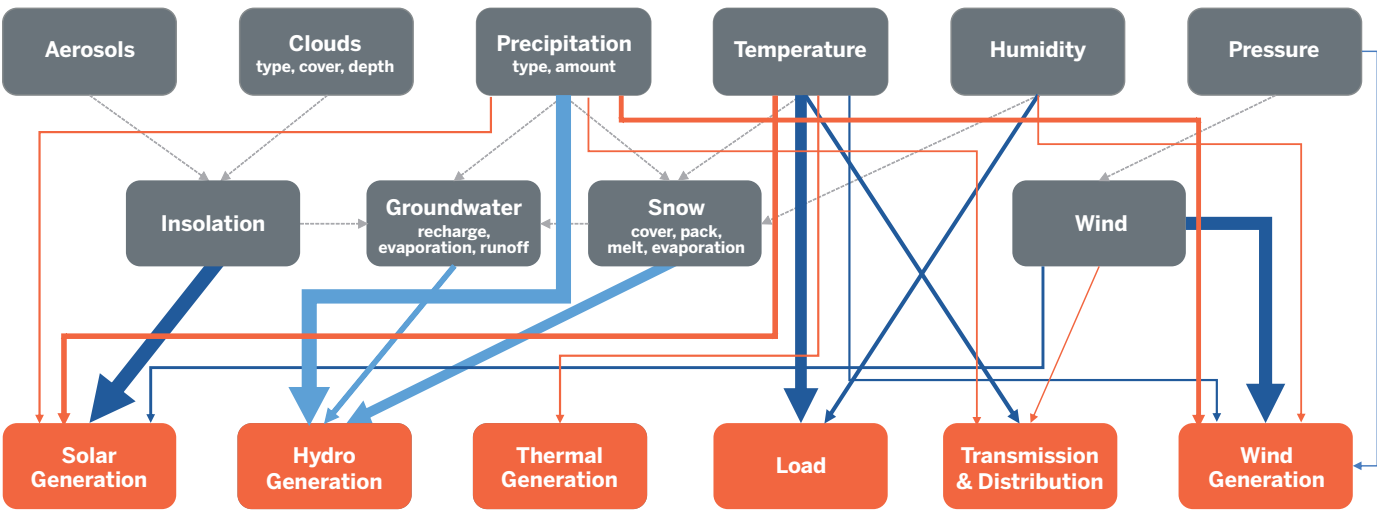 Aerosols
Clouds
type, cover, depth
Precipitation
type, amount
Temperature
Humidity
Pressure
Insolation
Groundwater
recharge,
evaporation, runoff
Snow
cover, pack,
melt, evaporation
Wind
Solar
Generation
Hydro
Generation
Thermal
Generation
Load
Transmission
& Distribution
Wind
Generation